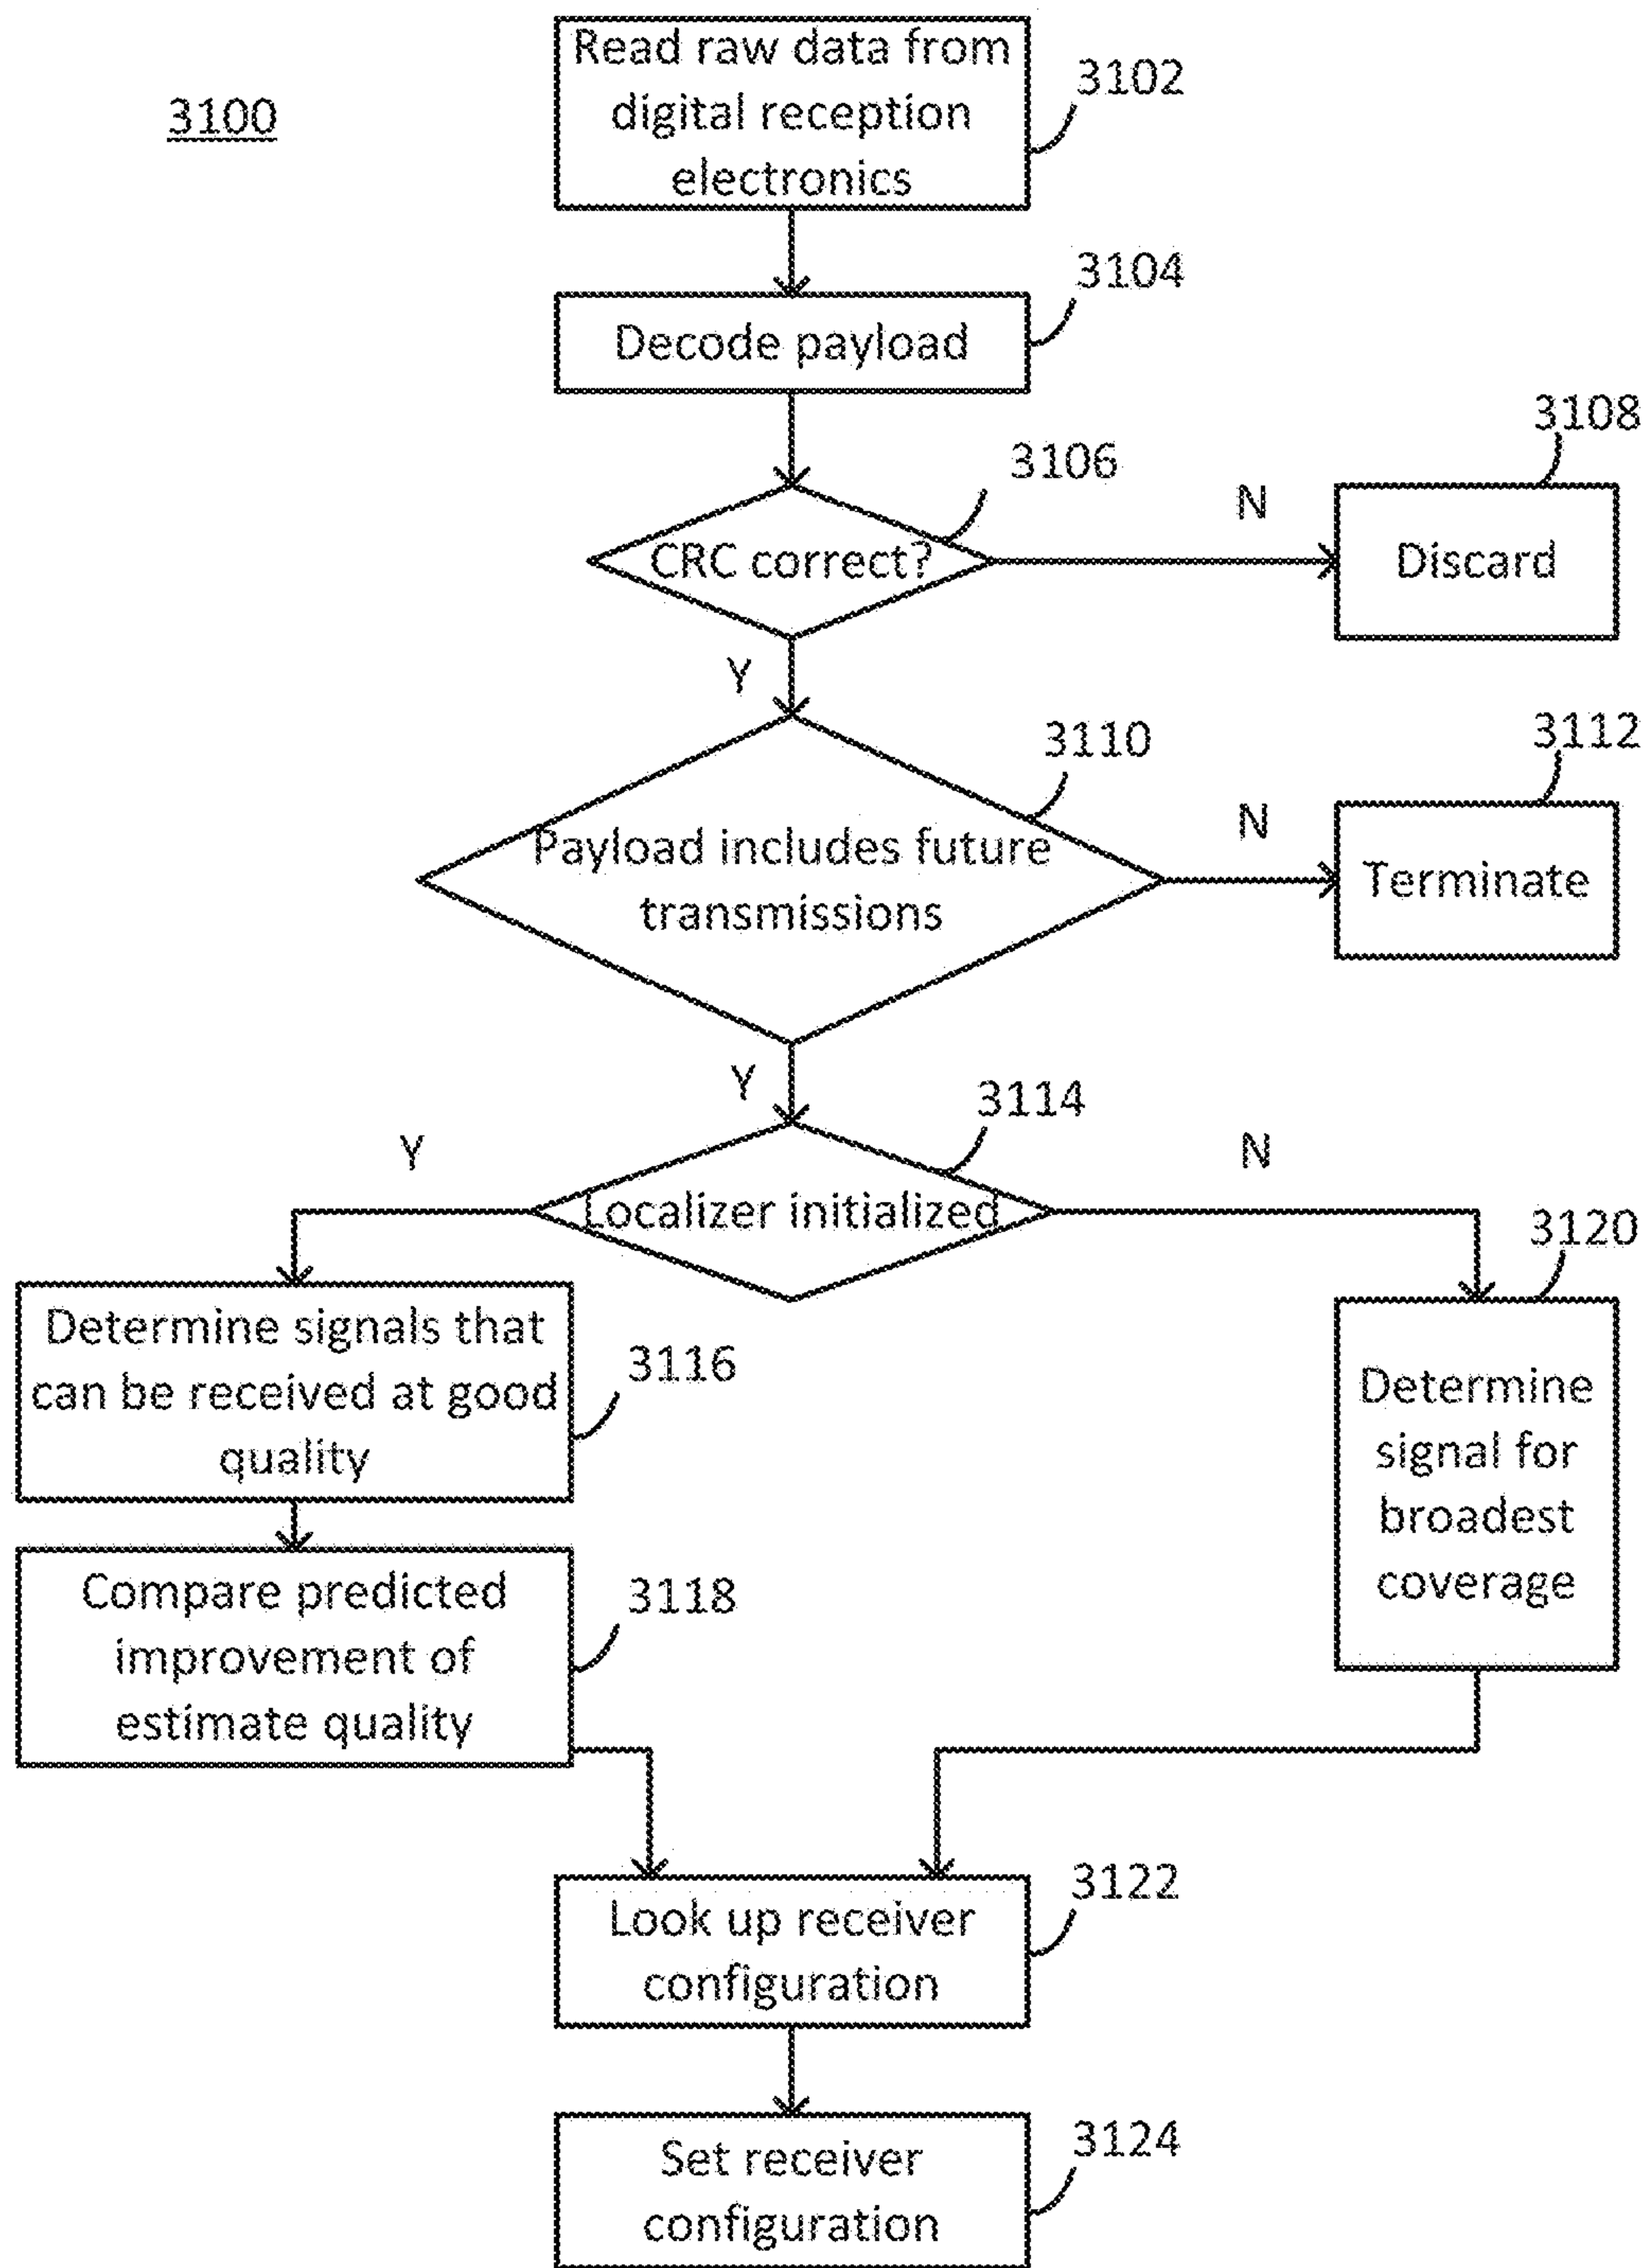 3100
Read raw data from
digital reception
electronics
3102
Decode payload
3104
CRC correct?
3106
N
Discard
3108
Y
Payload includes future
transmissions
3110
N
Terminate
3112
Y
Localizer initialized
3114
Y
N
Determine signals that
can be received at good
quality
3116
Compare predicted
improvement of
estimate quality
3118
Determine
signal for
broadest
coverage
3120
Look up receiver
configuration
3122
Set receiver
configuration
3124